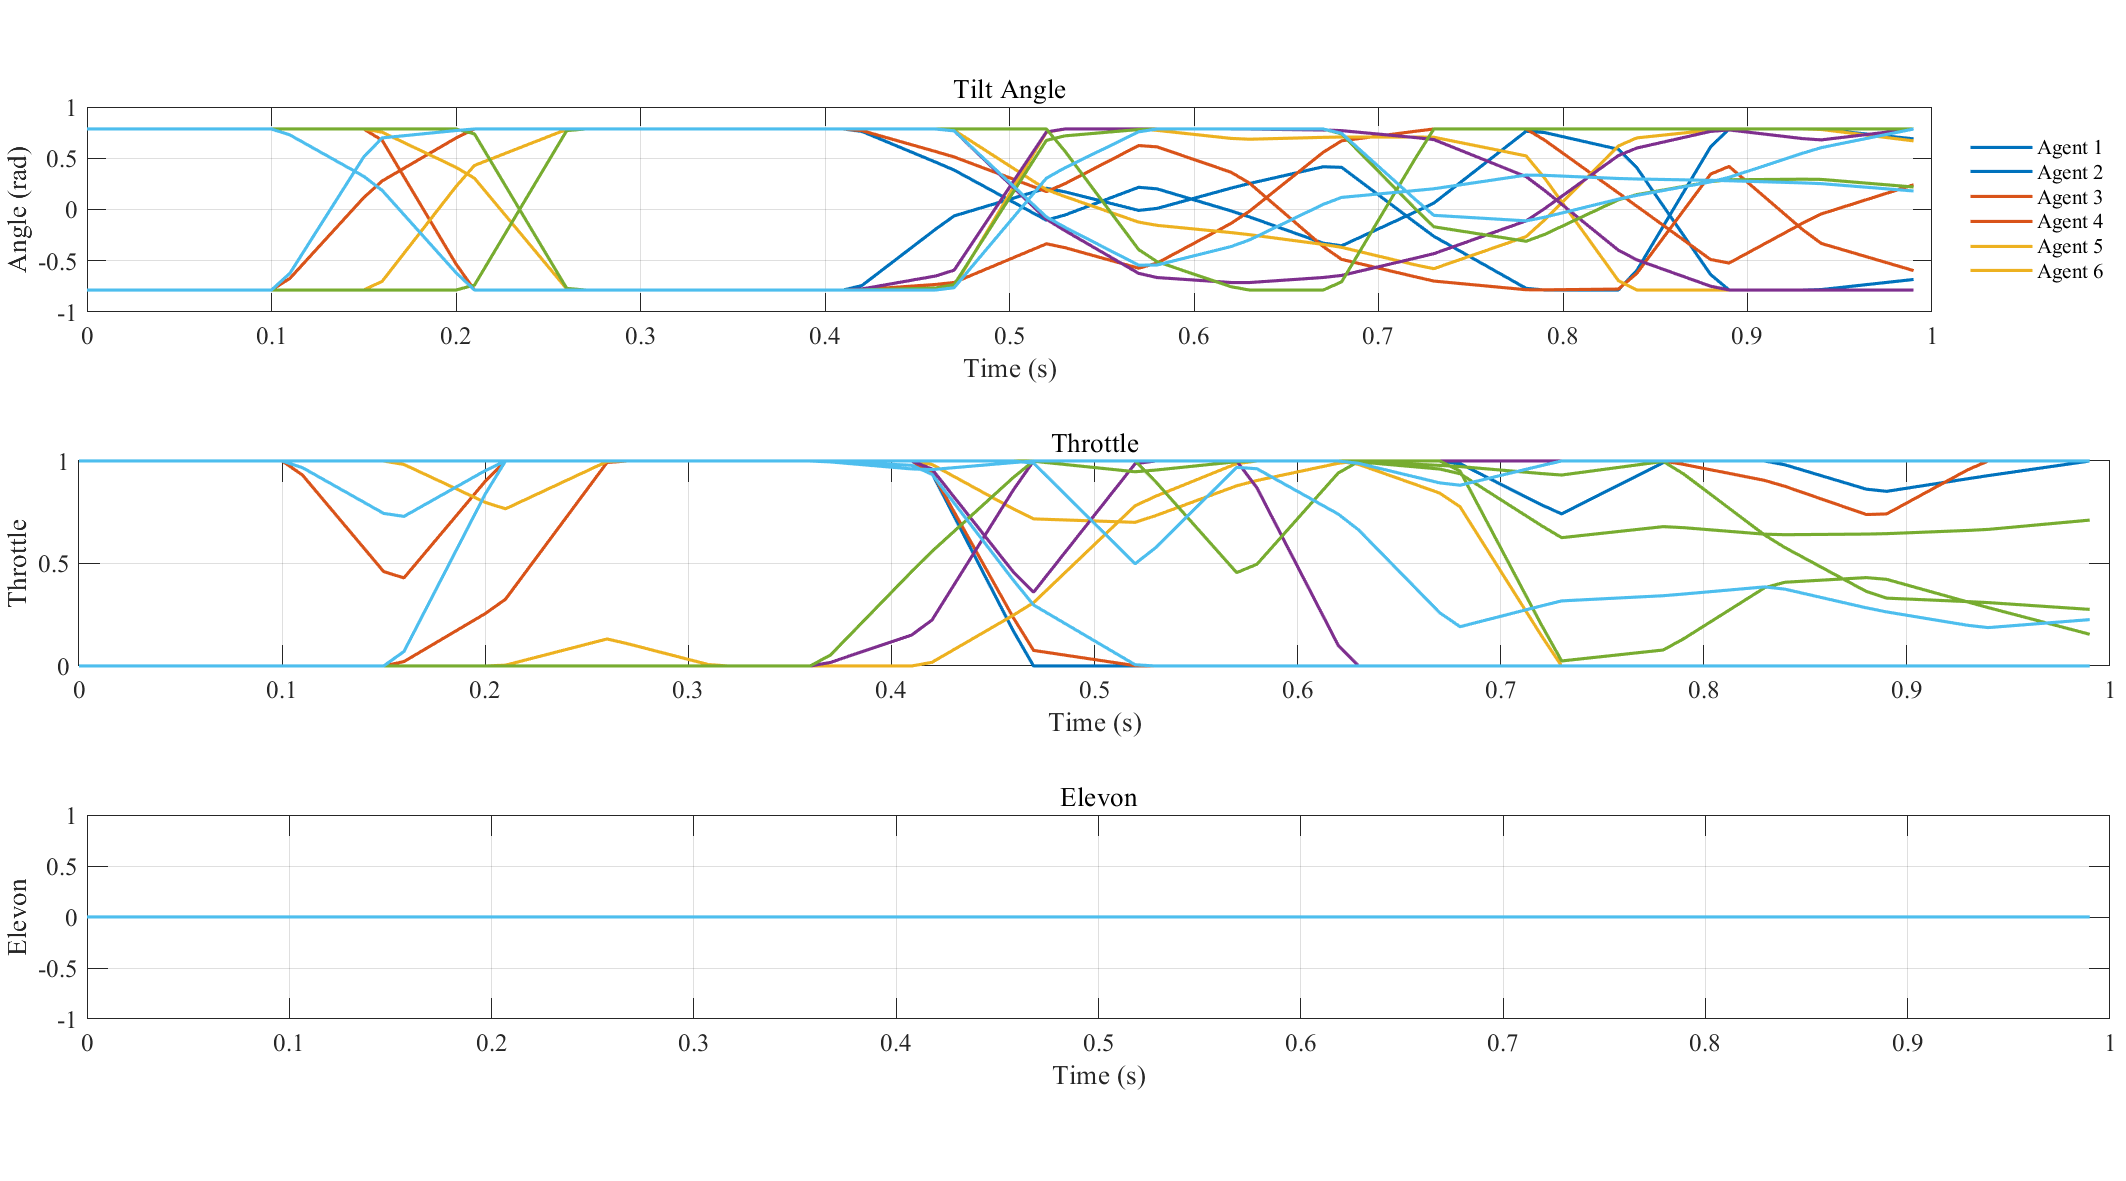 Tilt Angle
1
0.5
0
-0.5
-1
Angle (rad)
0 0.1 0.2 0.3 0.4 0.5 0.6 0.7 0.8 0.9 1
Time (s)
Agent 1
Agent 2
Agent 3
Agent 4
Agent 5
Agent 6
Throttle
1
0.5
0
Throttle
0 0.1 0.2 0.3 0.4 0.5 0.6 0.7 0.8 0.9 1
Time (s)
Elevon
1
0.5
0
-0.5
-1
Elevon
0 0.1 0.2 0.3 0.4 0.5 0.6 0.7 0.8 0.9 1
Time (s)